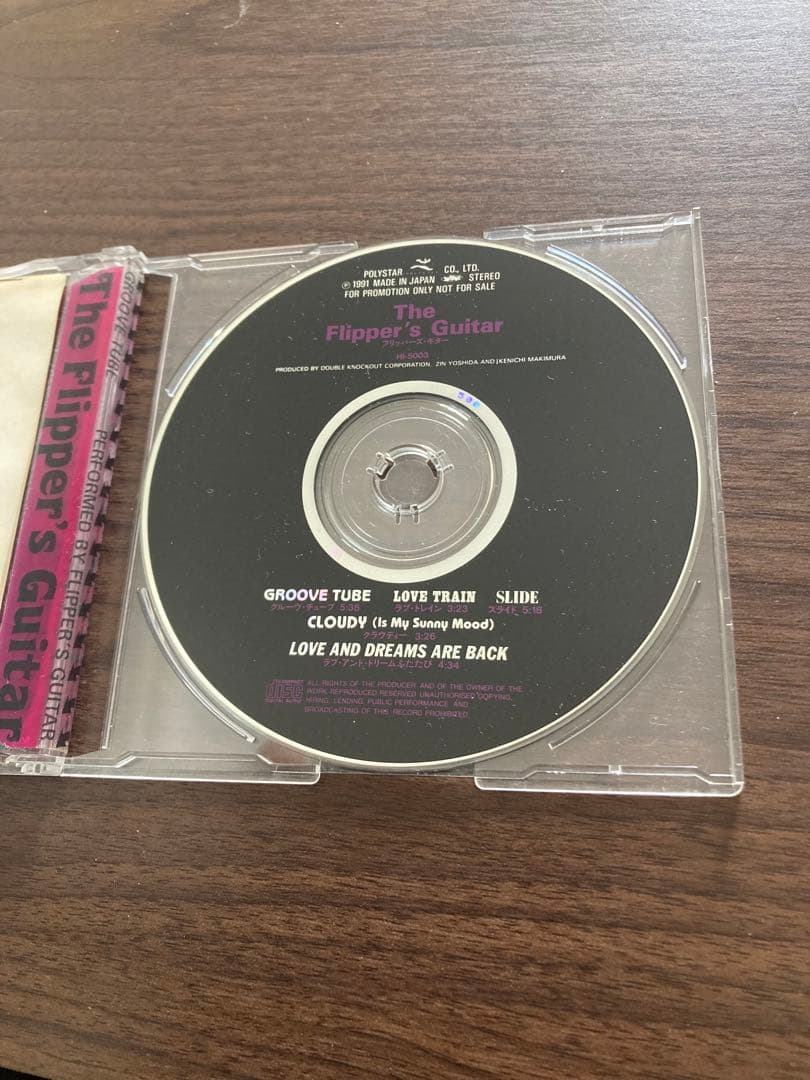 GROOVE TUBE PERFORMED BY FLIPPER'S GUITAR
The Flipper's Guitar
POLYSTAR CO., LTD.
℗1991 MADE IN JAPAN STEREO
FOR PROMOTION ONLY NOT FOR SALE
The
Flipper's Guitar
フリッパーズ・ギター
HI-5003
PRODUCED BY DOUBLE KNOCKOUT CORPORATION, ZIN YOSHIDA AND KENICHI MAKIMURA
GROOVE TUBE LOVE TRAIN SLIDE
グルーヴ・チューブ 5:36 ラブ・トレイン 3:23 スライド 5:18
CLOUDY (Is My Sunny Mood)
クラウディー 3:26
LOVE AND DREAMS ARE BACK
ラブ・アンド・ドリームふたたび 4:34
COMPACT
disc
DIGITAL AUDIO
ALL RIGHTS OF THE PRODUCER AND OF THE OWNER OF THE
WORK REPRODUCED RESERVED UNAUTHORISED COPYING,
HIRING, LENDING, PUBLIC PERFORMANCE AND
BROADCASTING OF THIS RECORD PROHIBITED